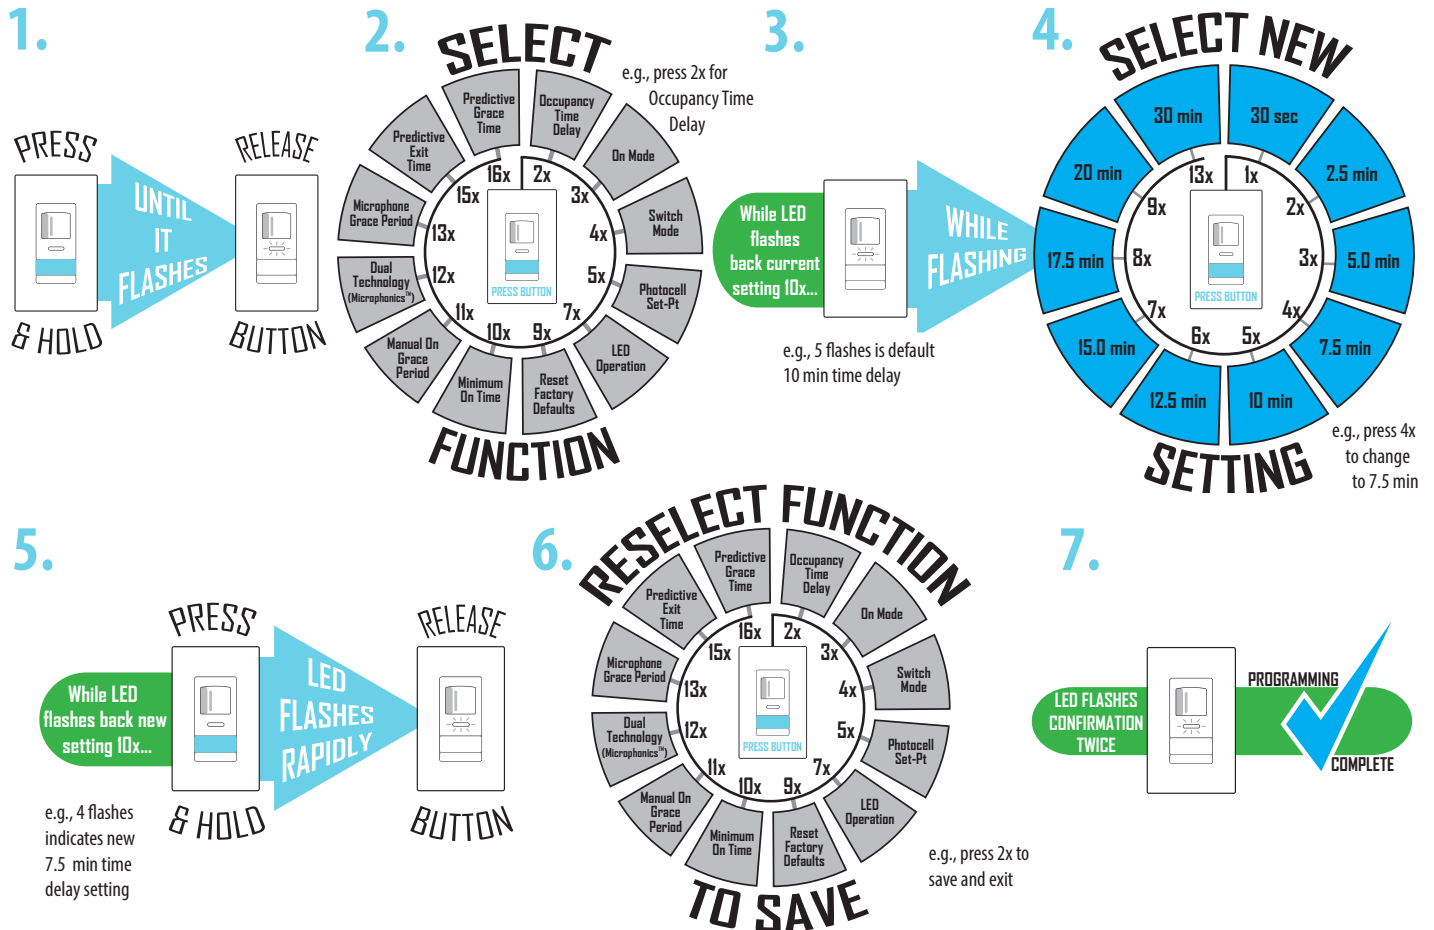 1.
PRESS
& HOLD
UNTIL
IT
FLASHES
RELEASE
BUTTON
2.
SELECT
FUNCTION
e.g., press 2x for
Occupancy Time
Delay
Occupancy
Time
Delay
On Mode
Switch
Mode
Photocell
Set-Pt
LED
Operation
Reset
Factory
Defaults
Minimum
On Time
Manual On
Grace
Period
Dual
Technology
(Microphonics™)
Microphone
Grace Period
Predictive
Exit
Time
Predictive
Grace
Time
2x
3x
4x
5x
7x
9x
10x
11x
12x
13x
15x
16x
PRESS BUTTON
3.
While LED
flashes
back current
setting 10x...
WHILE
FLASHING
e.g., 5 flashes is default
10 min time delay
4.
SELECT NEW
SETTING
30 sec
2.5 min
5.0 min
7.5 min
10 min
12.5 min
15.0 min
17.5 min
20 min
30 min
1x
2x
3x
4x
5x
6x
7x
8x
9x
13x
PRESS BUTTON
e.g., press 4x
to change
to 7.5 min
5.
While LED
flashes back new
setting 10x...
PRESS
& HOLD
LED
FLASHES
RAPIDLY
RELEASE
BUTTON
e.g., 4 flashes
indicates new
7.5 min time
delay setting
6.
RESELECT FUNCTION
TO SAVE
Occupancy
Time
Delay
On Mode
Switch
Mode
Photocell
Set-Pt
LED
Operation
Reset
Factory
Defaults
Minimum
On Time
Manual On
Grace
Period
Dual
Technology
(Microphonics™)
Microphone
Grace Period
Predictive
Exit
Time
Predictive
Grace
Time
2x
3x
4x
5x
7x
9x
10x
11x
12x
13x
15x
16x
PRESS BUTTON
e.g., press 2x to
save and exit
7.
LED FLASHES
CONFIRMATION
TWICE
PROGRAMMING
COMPLETE